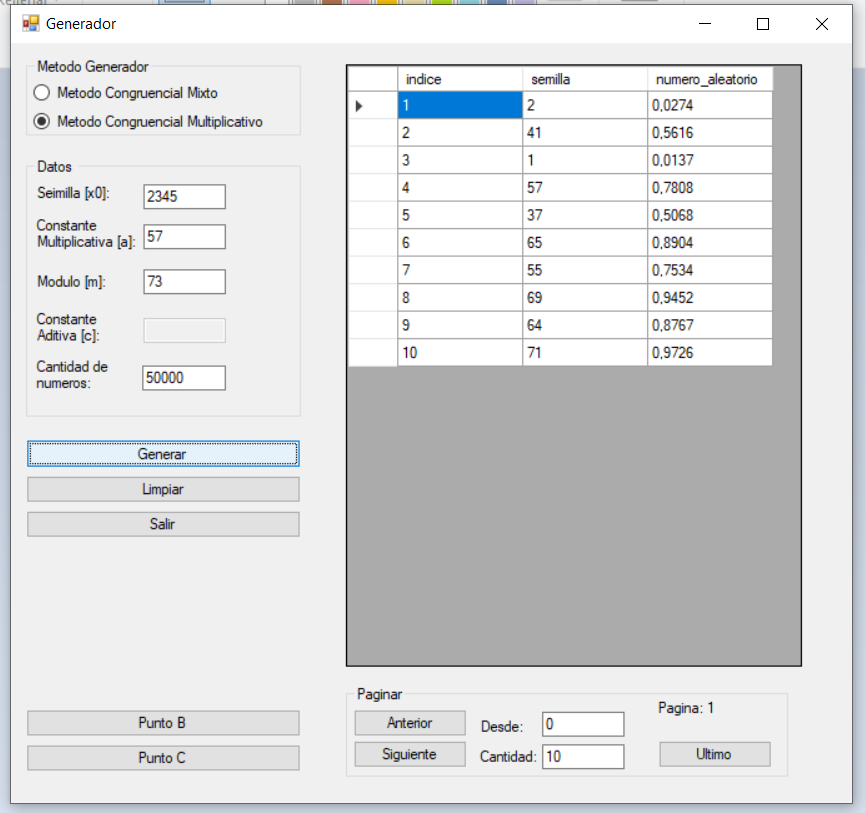 Generador
Metodo Generador
Metodo Congruencial Mixto
Metodo Congruencial Multiplicativo
Datos
Seimilla [x0]: 2345
Constante
Multiplicativa [a]: 57
Modulo [m]: 73
Constante
Aditiva [c]:
Cantidad de
numeros: 50000
Generar
Limpiar
Salir
Punto B
Punto C
indice semilla numero_aleatorio
1 2 0,0274
2 41 0,5616
3 1 0,0137
4 57 0,7808
5 37 0,5068
6 65 0,8904
7 55 0,7534
8 69 0,9452
9 64 0,8767
10 71 0,9726
Paginar
Anterior Desde: 0 Pagina: 1
Siguiente Cantidad: 10 Ultimo